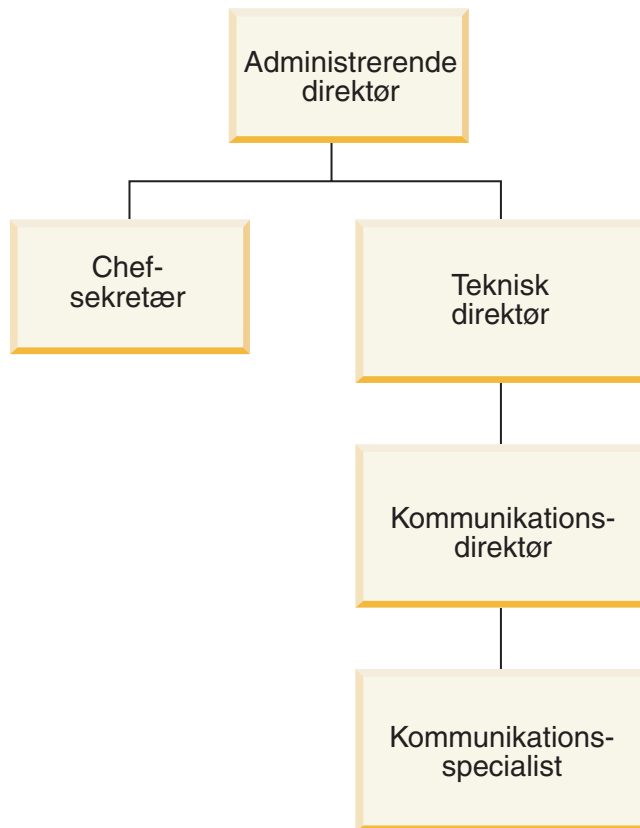 Administrerende
direktør
Chef-
sekretær
Teknisk
direktør
Kommunikations-
direktør
Kommunikations-
specialist